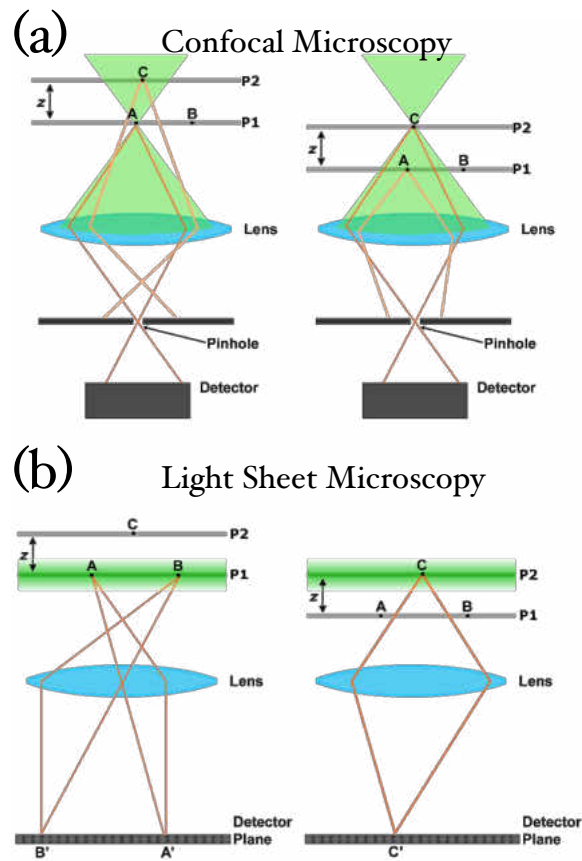 (a) Confocal Microscopy
C P2
z
A B P1
Lens
Pinhole
Detector
C P2
z
A B P1
Lens
Pinhole
Detector
(b) Light Sheet Microscopy
C P2
z
A B P1
Lens
Detector
Plane
B' A'
C P2
z
A B P1
Lens
Detector
Plane
C'